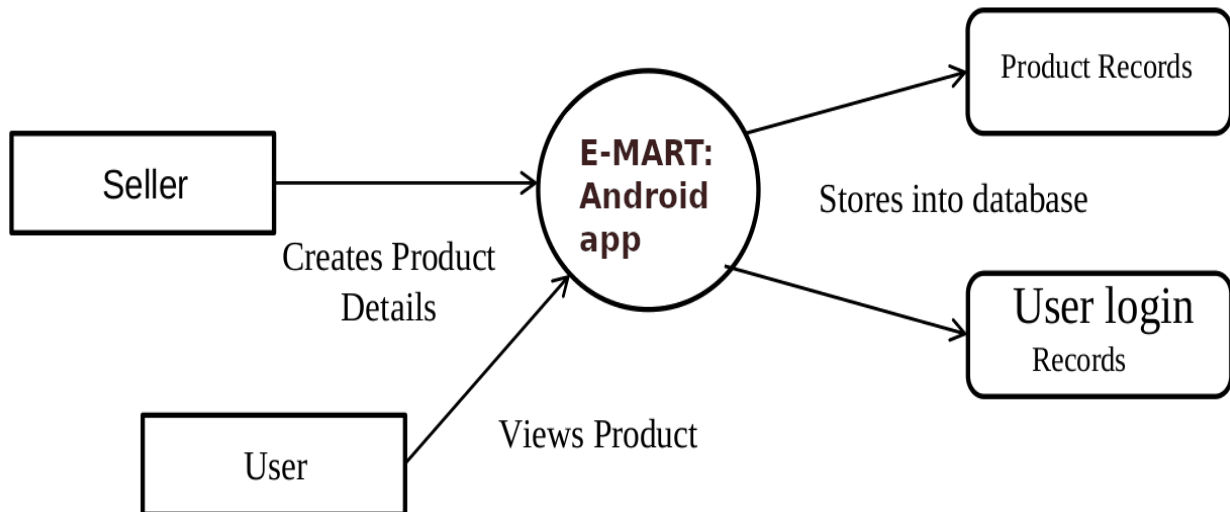 Product Records
E-MART:
Android
app
Seller
Stores into database
Creates Product
Details
User login
Records
Views Product
User